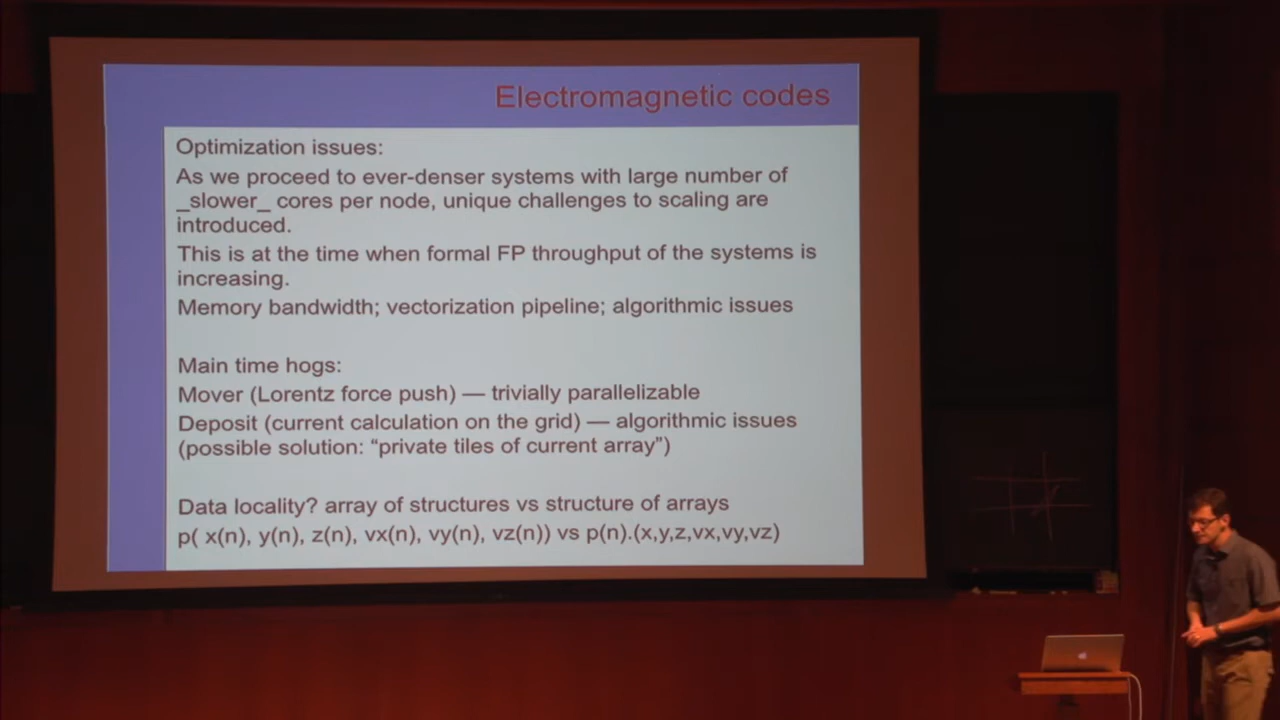 Electromagnetic codes
Optimization issues:
As we proceed to ever-denser systems with large number of
_slower_ cores per node, unique challenges to scaling are
introduced.
This is at the time when formal FP throughput of the systems is
increasing.
Memory bandwidth; vectorization pipeline; algorithmic issues
Main time hogs:
Mover (Lorentz force push) — trivially parallelizable
Deposit (current calculation on the grid) — algorithmic issues
(possible solution: “private tiles of current array”)
Data locality? array of structures vs structure of arrays
p( x(n), y(n), z(n), vx(n), vy(n), vz(n)) vs p(n).(x,y,z,vx,vy,vz)